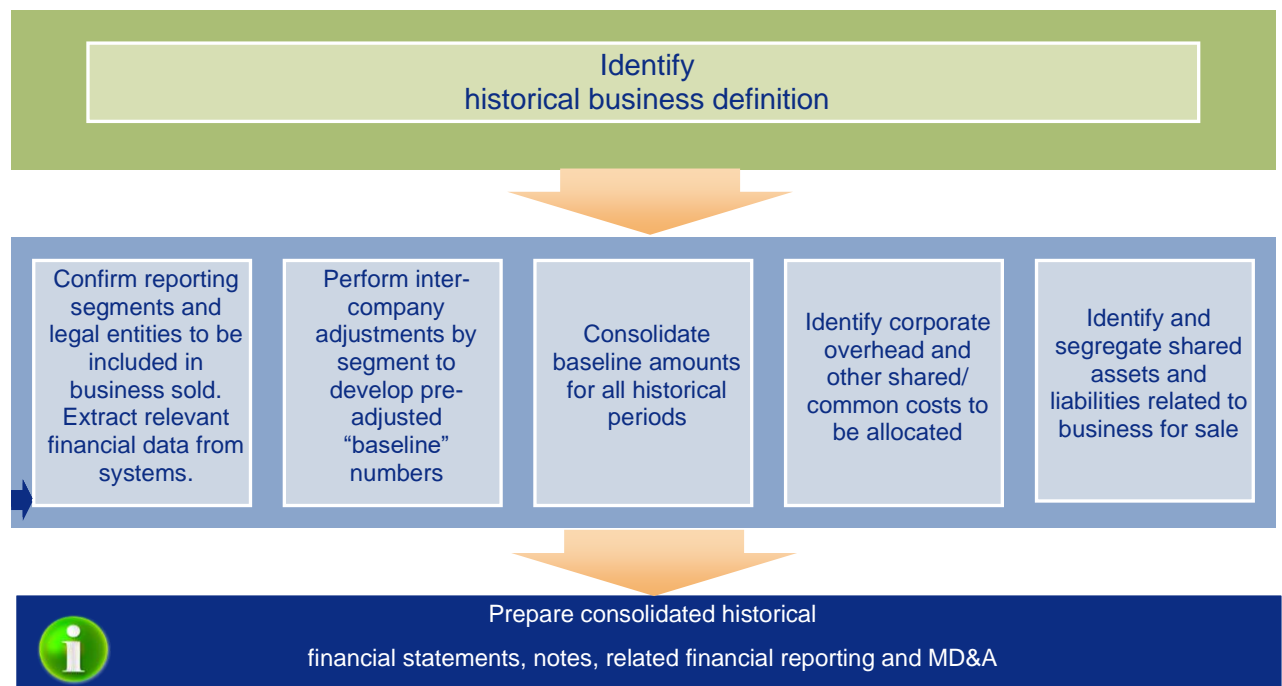 Identify
historical business definition
Confirm reporting
segments and
legal entities to be
included in
business sold.
Extract relevant
financial data from
systems.
Perform inter-
company
adjustments by
segment to
develop pre-
adjusted
“baseline”
numbers
Consolidate
baseline amounts
for all historical
periods
Identify corporate
overhead and
other shared/
common costs to
be allocated
Identify and
segregate shared
assets and
liabilities related to
business for sale
Prepare consolidated historical
financial statements, notes, related financial reporting and MD&A